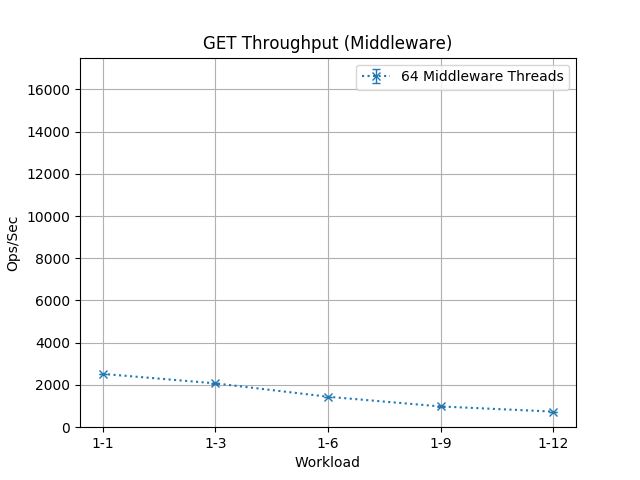 GET Throughput (Middleware)
64 Middleware Threads
16000
14000
12000
10000
8000
6000
4000
2000
0
Ops/Sec
1-1 1-3 1-6 1-9 1-12
Workload